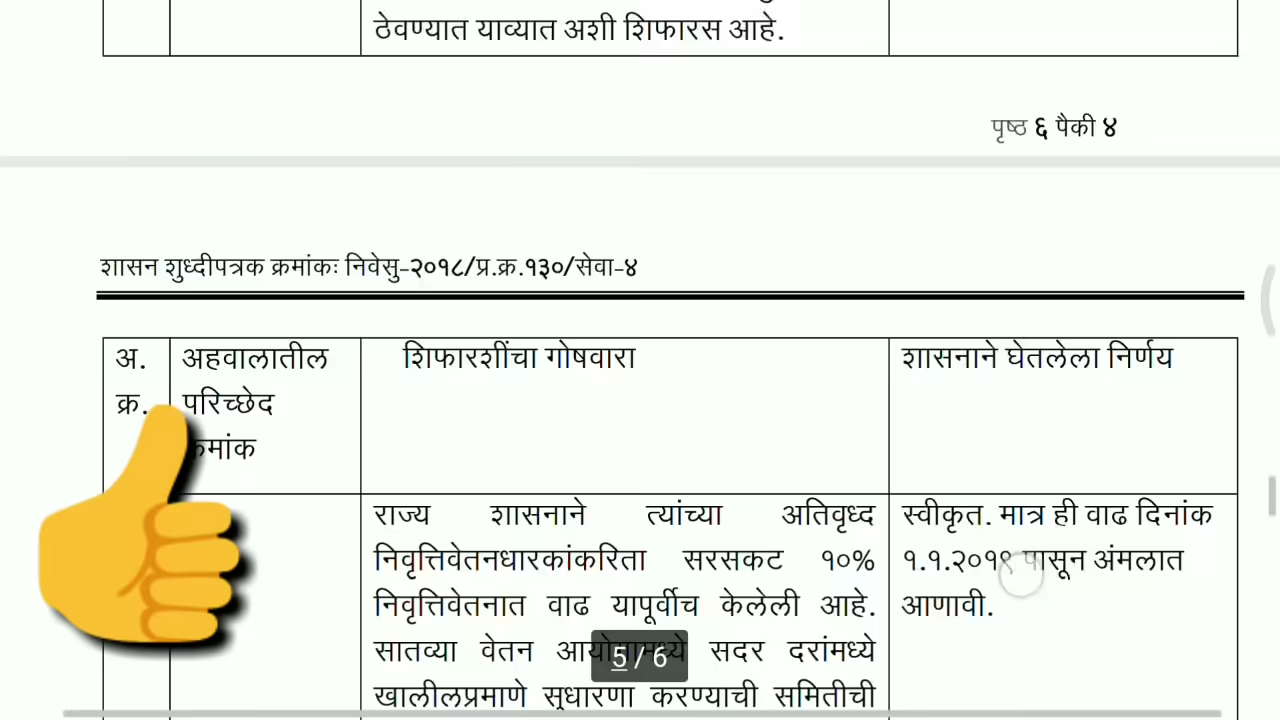 ठेवण्यात याव्यात अशी शिफारस आहे.
पृष्ठ ६ पैकी ४
शासन शुध्दीपत्रक क्रमांकः निवेसु-२०१८/प्र.क्र.१३०/सेवा-४
अ.
क्र.
अहवालातील
परिच्छेद
क्रमांक
शिफारशींचा गोषवारा
शासनाने घेतलेला निर्णय
राज्य शासनाने त्यांच्या अतिवृध्द
निवृत्तिवेतनधारकांकरिता सरसकट १०%
निवृत्तिवेतनात वाढ यापूर्वीच केलेली आहे.
सातव्या वेतन आयोगामध्ये सदर दरांमध्ये
खालीलप्रमाणे सुधारणा करण्याची समितीची
स्वीकृत. मात्र ही वाढ दिनांक
१.१.२०१९ पासून अंमलात
आणावी.
5 / 6